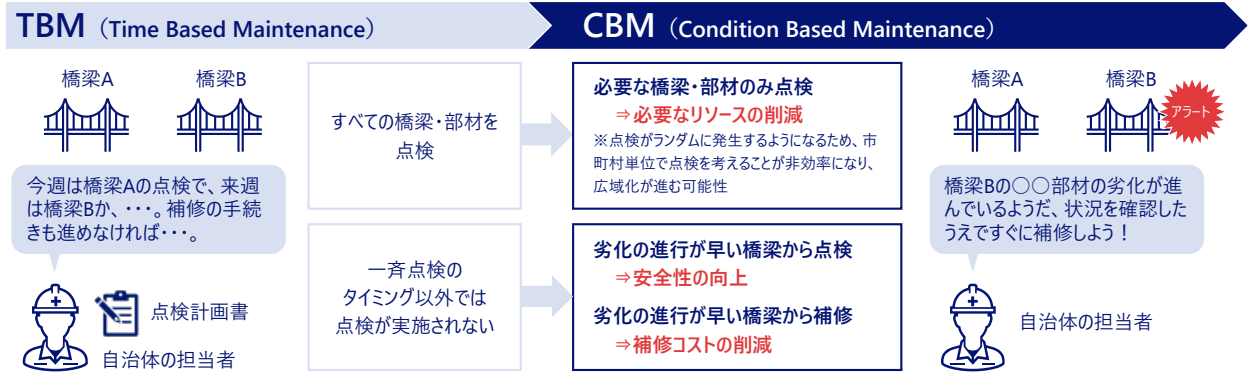 TBM（Time Based Maintenance）
CBM（Condition Based Maintenance）
橋梁A
橋梁B
今週は橋梁Aの点検で、来週
は橋梁Bか、・・・。補修の手続
きも進めなければ・・・。
点検計画書
自治体の担当者
すべての橋梁・部材を
点検
一斉点検の
タイミング以外では
点検が実施されない
必要な橋梁・部材のみ点検
⇒必要なリソースの削減
※点検がランダムに発生するようになるため、市
町村単位で点検を考えることが非効率になり、
広域化が進む可能性
劣化の進行が早い橋梁から点検
⇒安全性の向上
劣化の進行が早い橋梁から補修
⇒補修コストの削減
橋梁A
橋梁B
アラート
橋梁Bの○○部材の劣化が進
んでいるようだ、状況を確認した
うえですぐに補修しよう！
自治体の担当者